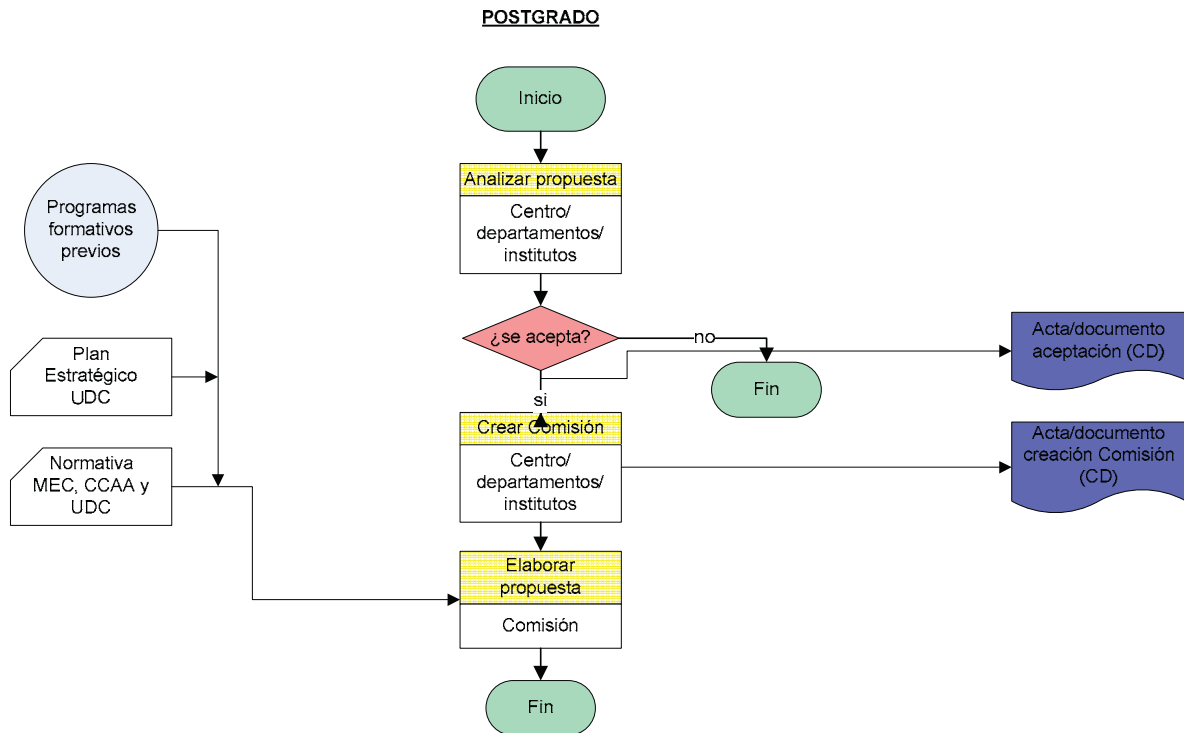 POSTGRADO
Inicio
Analizar propuesta
Centro/
departamentos/
institutos
Programas
formativos
previos
¿se acepta?
no
Fin
Acta/documento
aceptación (CD)
Plan
Estratégico
UDC
si
Crear Comisión
Centro/
departamentos/
institutos
Acta/documento
creación Comisión
(CD)
Normativa
MEC, CCAA y
UDC
Elaborar
propuesta
Comisión
Fin